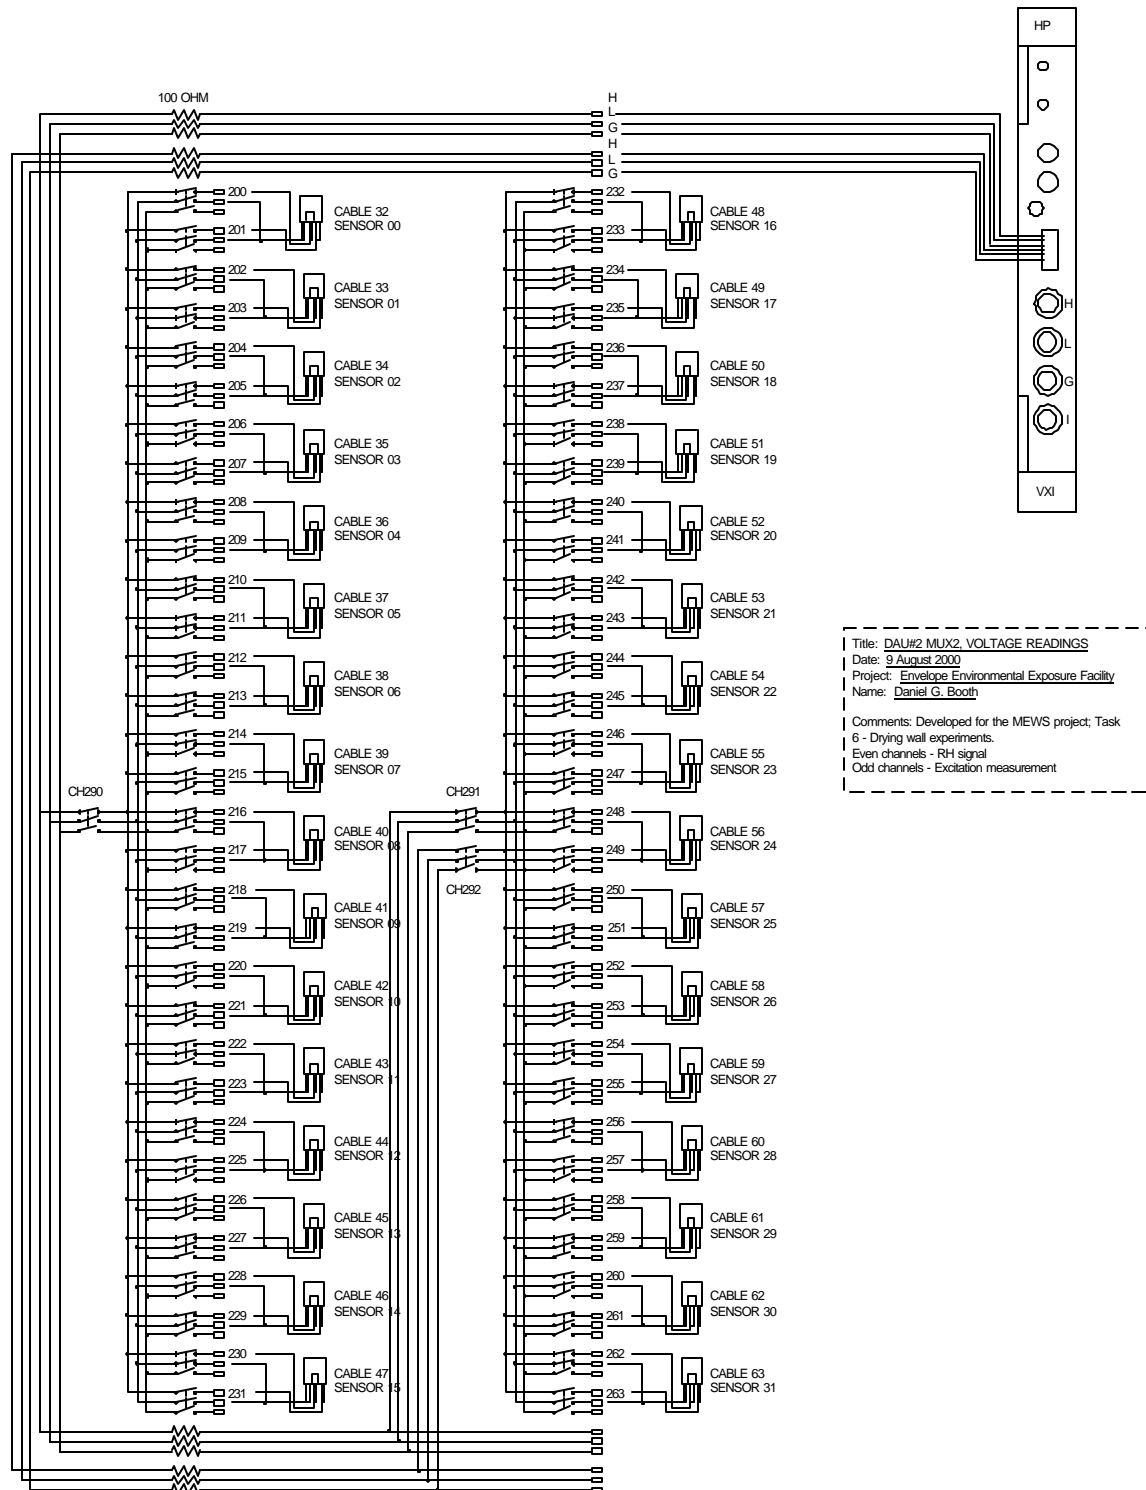 HP
100 OHM
H
L
G
H
L
G
200
201
CABLE 32
SENSOR 00
202
203
CABLE 33
SENSOR 01
204
205
CABLE 34
SENSOR 02
206
207
CABLE 35
SENSOR 03
208
209
CABLE 36
SENSOR 04
210
211
CABLE 37
SENSOR 05
212
213
CABLE 38
SENSOR 06
214
215
CABLE 39
SENSOR 07
CH290
216
217
CABLE 40
SENSOR 08
218
219
CABLE 41
SENSOR 09
220
221
CABLE 42
SENSOR 10
222
223
CABLE 43
SENSOR 11
224
225
CABLE 44
SENSOR 12
226
227
CABLE 45
SENSOR 13
228
229
CABLE 46
SENSOR 14
230
231
CABLE 47
SENSOR 15
232
233
CABLE 48
SENSOR 16
234
235
CABLE 49
SENSOR 17
236
237
CABLE 50
SENSOR 18
238
239
CABLE 51
SENSOR 19
240
241
CABLE 52
SENSOR 20
242
243
CABLE 53
SENSOR 21
244
245
CABLE 54
SENSOR 22
246
247
CABLE 55
SENSOR 23
CH291
248
249
CABLE 56
SENSOR 24
CH292
250
251
CABLE 57
SENSOR 25
252
253
CABLE 58
SENSOR 26
254
255
CABLE 59
SENSOR 27
256
257
CABLE 60
SENSOR 28
258
259
CABLE 61
SENSOR 29
260
261
CABLE 62
SENSOR 30
262
263
CABLE 63
SENSOR 31
H
L
G
I
VXI
Title: DAU#2 MUX2, VOLTAGE READINGS
Date: 9 August 2000
Project: Envelope Environmental Exposure Facility
Name: Daniel G. Booth
Comments: Developed for the MEWS project; Task
6 - Drying wall experiments.
Even channels - RH signal
Odd channels - Excitation measurement